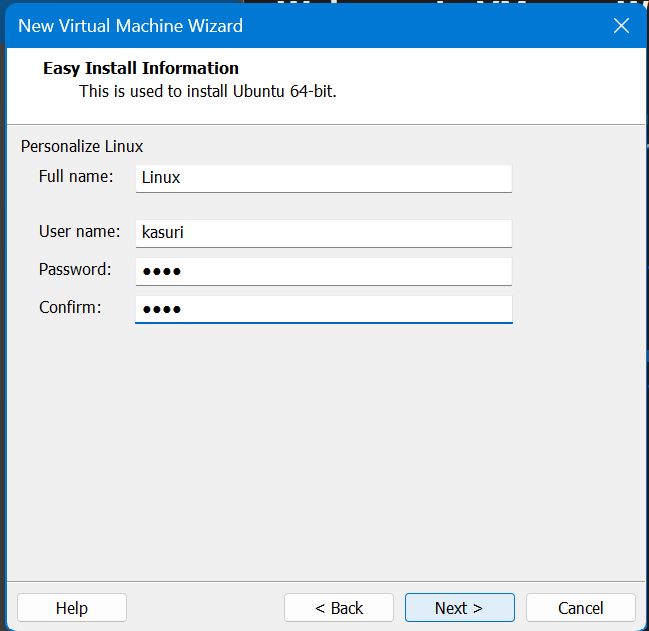 New Virtual Machine Wizard
Easy Install Information
This is used to install Ubuntu 64-bit.
Personalize Linux
Full name: Linux
User name: kasuri
Password: ●●●●
Confirm: ●●●●
Help < Back Next > Cancel